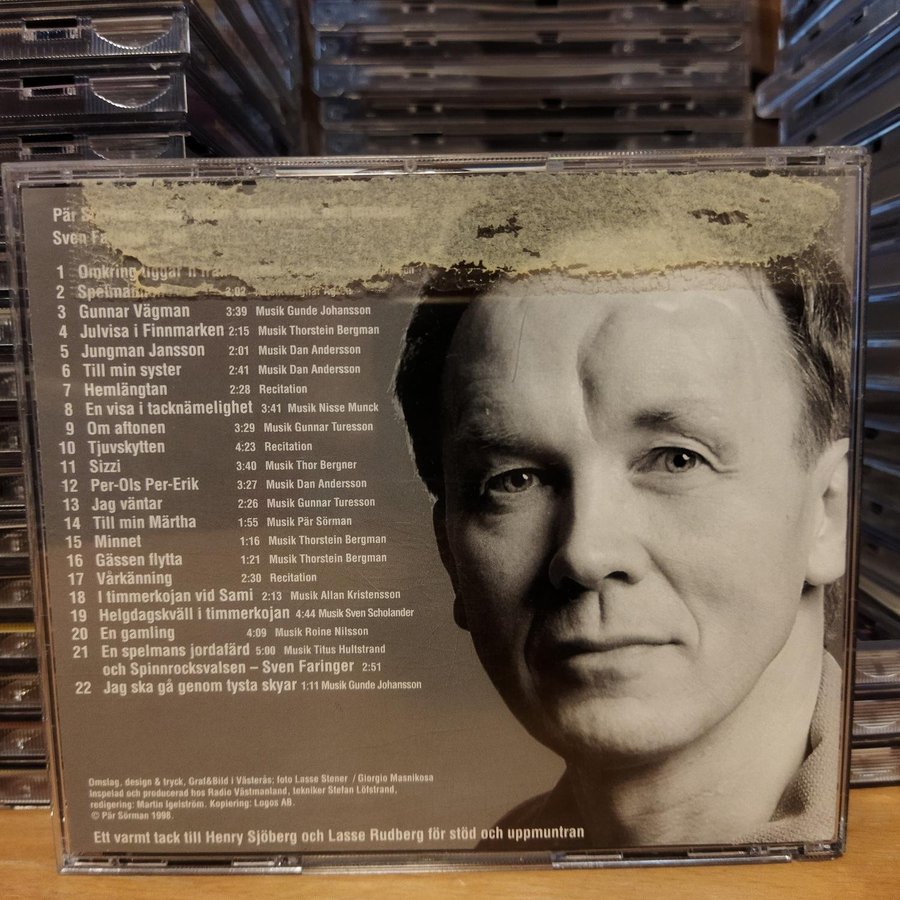 Pär
Sven
1 Omkring tiggarn från
2 Spelmannen
3 Gunnar Vägman 3:39 Musik Gunde Johansson
4 Julvisa i Finnmarken 2:15 Musik Thorstein Bergman
5 Jungman Jansson 2:01 Musik Dan Andersson
6 Till min syster 2:41 Musik Dan Andersson
7 Hemlängtan 2:28 Recitation
8 En visa i tacknämelighet 3:41 Musik Nisse Munck
9 Om aftonen 3:29 Musik Gunnar Turesson
10 Tjuvskytten 4:23 Recitation
11 Sizzi 3:40 Musik Thor Bergner
12 Per-Ols Per-Erik 3:27 Musik Dan Andersson
13 Jag väntar 2:26 Musik Gunnar Turesson
14 Till min Märtha 1:55 Musik Pär Sörman
15 Minnet 1:16 Musik Thorstein Bergman
16 Gässen flytta 1:21 Musik Thorstein Bergman
17 Vårkänning 2:30 Recitation
18 I timmerkojan vid Sami 2:13 Musik Allan Kristensson
19 Helgdagskväll i timmerkojan 4:44 Musik Sven Scholander
20 En gamling 4:09 Musik Roine Nilsson
21 En spelmans jordafärd 5:00 Musik Titus Hultstrand
och Spinnrocksvalsen – Sven Faringer 2:51
22 Jag ska gå genom tysta skyar 1:11 Musik Gunde Johansson
Omslag, design & tryck, Graf&Bild i Västerås; foto Lasse Stener / Giorgio Masnikosa
Inspelad och producerad hos Radio Västmanland, tekniker Stefan Löfstrand,
redigering: Martin Igelström. Kopiering: Logos AB.
© Pär Sörman 1998.
Ett varmt tack till Henry Sjöberg och Lasse Rudberg för stöd och uppmuntran